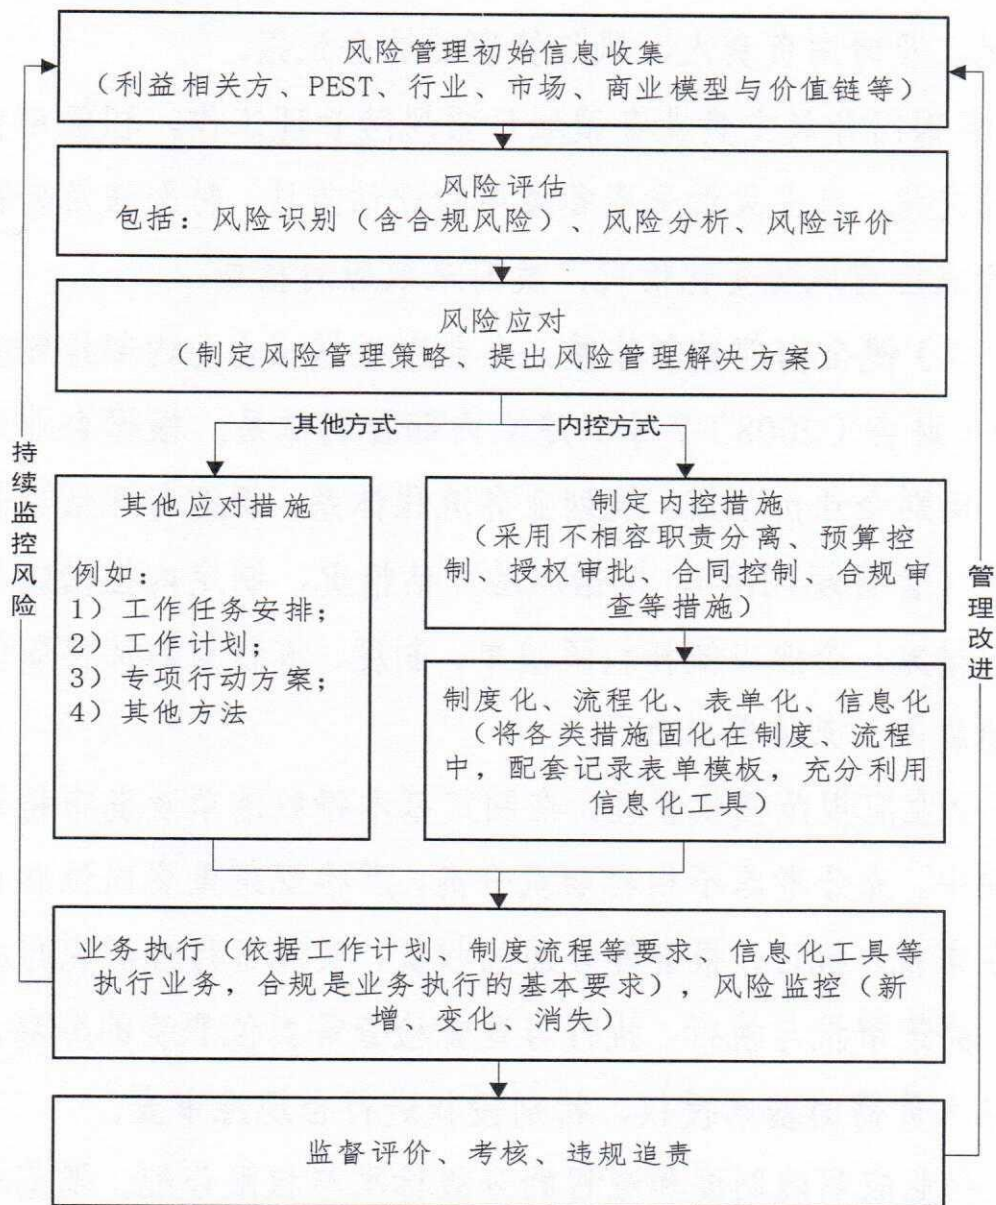 风险管理初始信息收集
（利益相关方、PEST、行业、市场、商业模型与价值链等）
风险评估
包括：风险识别（含合规风险）、风险分析、风险评价
风险应对
（制定风险管理策略、提出风险管理解决方案）
其他方式
内控方式
持续监控风险
其他应对措施
例如：
1）工作任务安排；
2）工作计划；
3）专项行动方案；
4）其他方法
制定内控措施
（采用不相容职责分离、预算控
制、授权审批、合同控制、合规审
查等措施）
管理改进
制度化、流程化、表单化、信息化
（将各类措施固化在制度、流程
中，配套记录表单模板，充分利用
信息化工具）
业务执行（依据工作计划、制度流程等要求、信息化工具等
执行业务，合规是业务执行的基本要求），风险监控（新
增、变化、消失）
监督评价、考核、违规追责